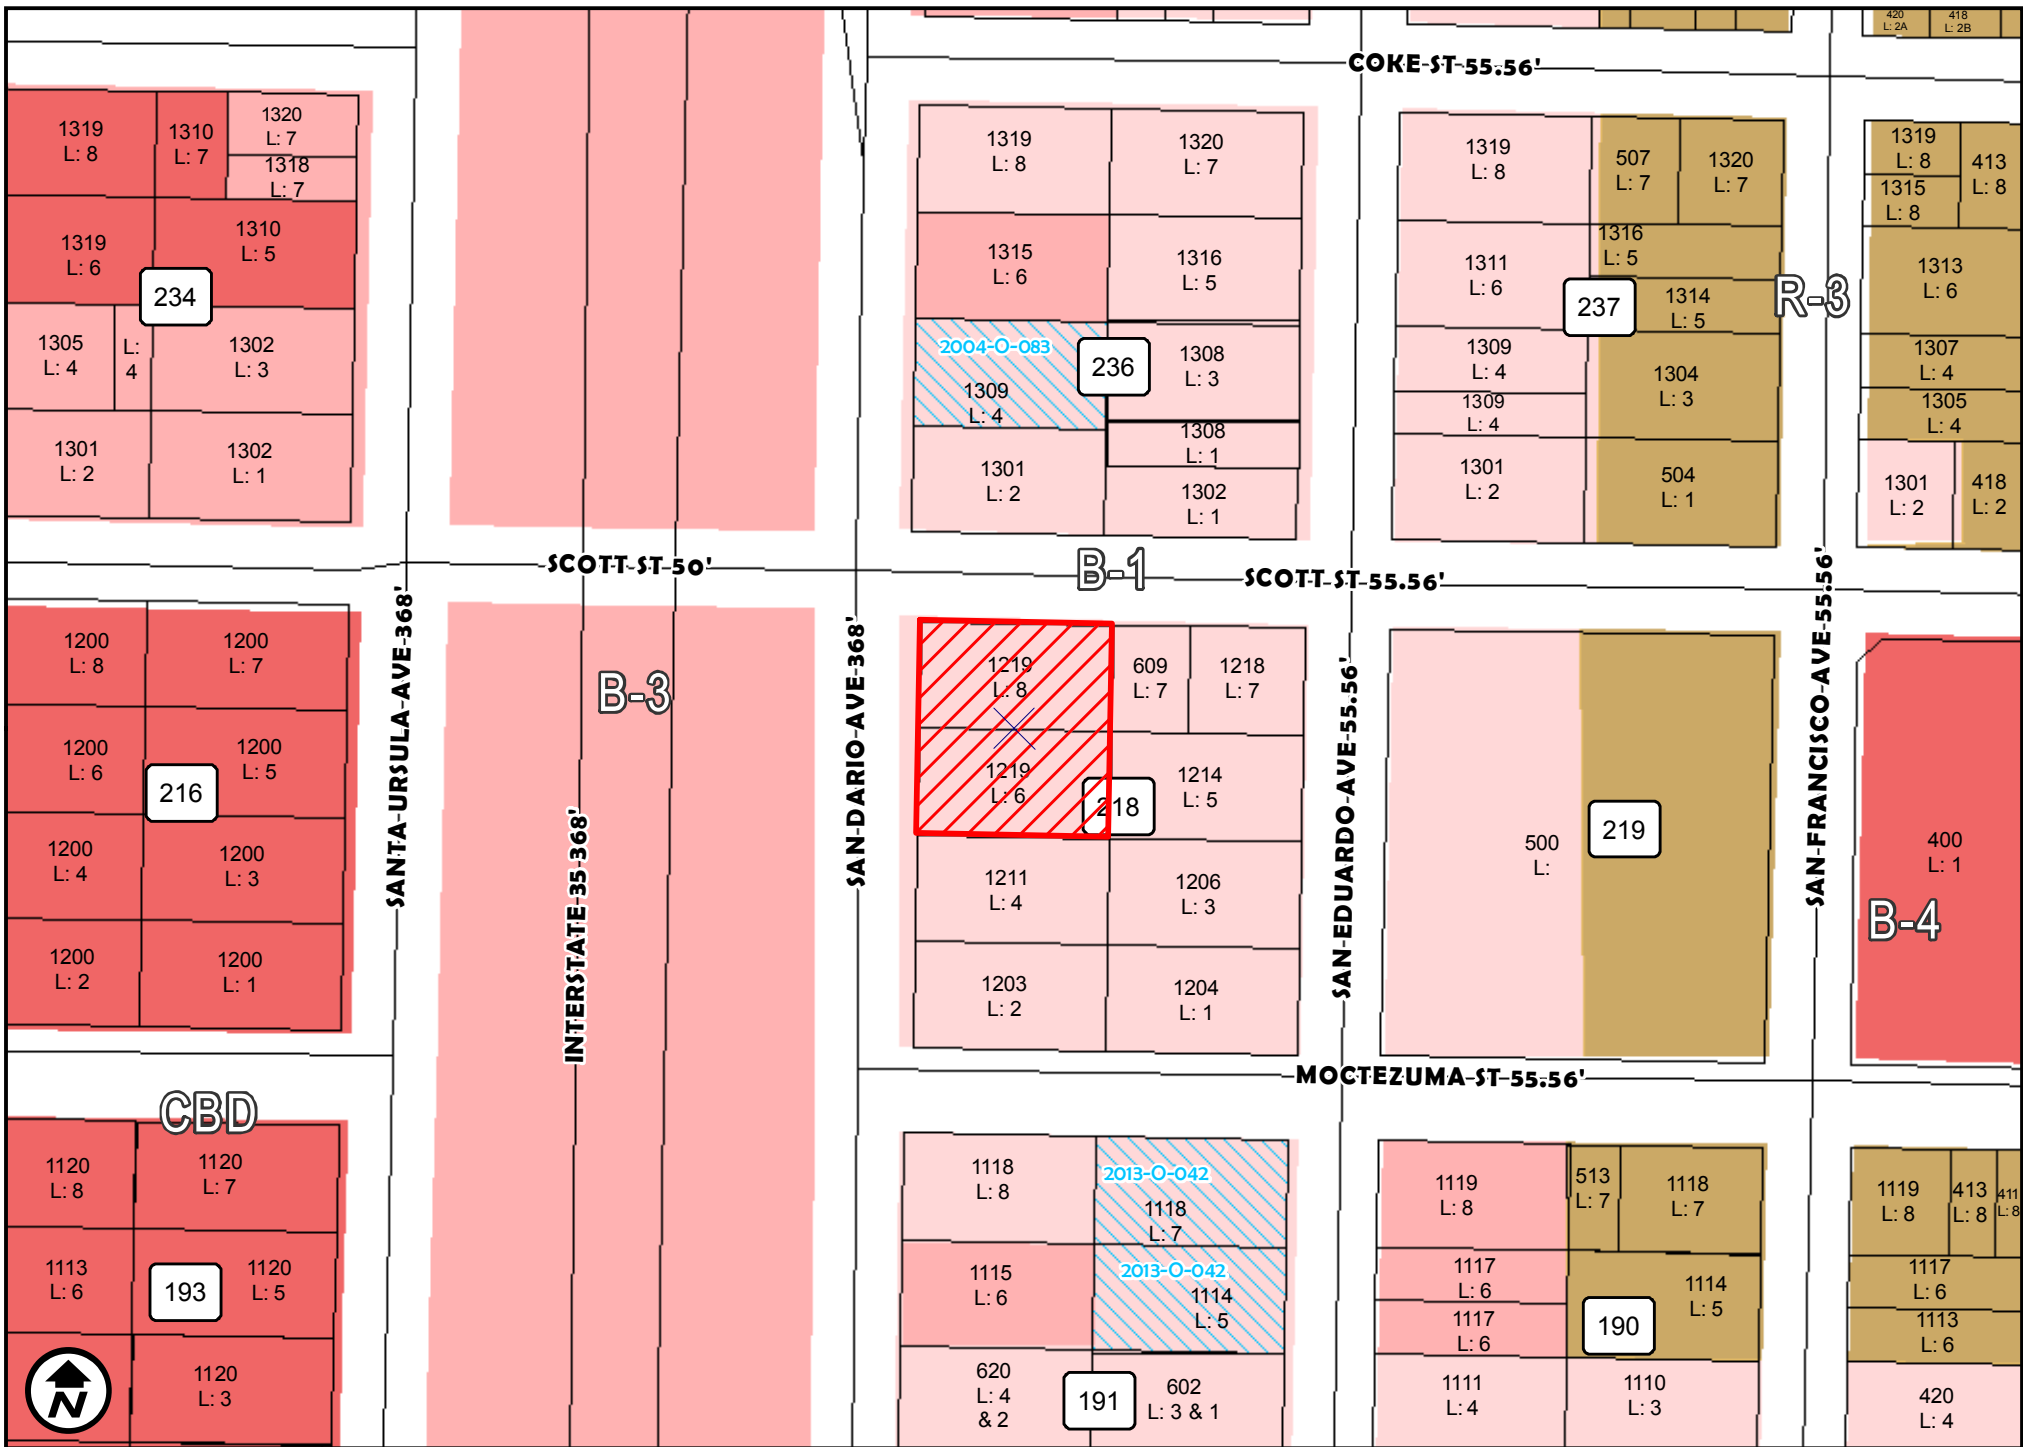 420
L: 2A
418
L: 2B
COKE ST 55.56'
1319
L: 8
1310
L: 7
1320
L: 7
1318
L: 7
1319
L: 6
1310
L: 5
234
1305
L: 4
L:
4
1302
L: 3
1301
L: 2
1302
L: 1
1319
L: 8
1320
L: 7
1315
L: 6
1316
L: 5
2004-O-083
1309
L: 4
236
1308
L: 3
1308
L: 1
1301
L: 2
1302
L: 1
1319
L: 8
507
L: 7
1320
L: 7
1316
L: 5
1311
L: 6
237
1314
L: 5
1309
L: 4
1309
L: 4
1304
L: 3
1301
L: 2
504
L: 1
R-3
1319
L: 8
413
L: 8
1315
L: 8
1313
L: 6
1307
L: 4
1305
L: 4
1301
L: 2
418
L: 2
SCOTT ST 50'
B-1
SCOTT ST 55.56'
SANTA URSULA AVE 368'
INTERSTATE 35 368'
SAN DARIO AVE 368'
SAN EDUARDO AVE 55.56'
SAN FRANCISCO AVE 55.56'
1200
L: 8
1200
L: 7
1200
L: 6
1200
L: 5
216
1200
L: 4
1200
L: 3
1200
L: 2
1200
L: 1
B-3
1219
L: 8
609
L: 7
1218
L: 7
1219
L: 6
218
1214
L: 5
1211
L: 4
1206
L: 3
1203
L: 2
1204
L: 1
500
L:
219
400
L: 1
B-4
MOCTEZUMA ST 55.56'
CBD
1120
L: 8
1120
L: 7
1113
L: 6
193
1120
L: 5
1120
L: 3
N
1118
L: 8
2013-O-042
1118
L: 7
1115
L: 6
2013-O-042
1114
L: 5
620
L: 4
& 2
191
602
L: 3 & 1
1119
L: 8
513
L: 7
1118
L: 7
1117
L: 6
1117
L: 6
190
1114
L: 5
1111
L: 4
1110
L: 3
1119
L: 8
413
L: 8
411
L: 8
1117
L: 6
1113
L: 6
420
L: 4